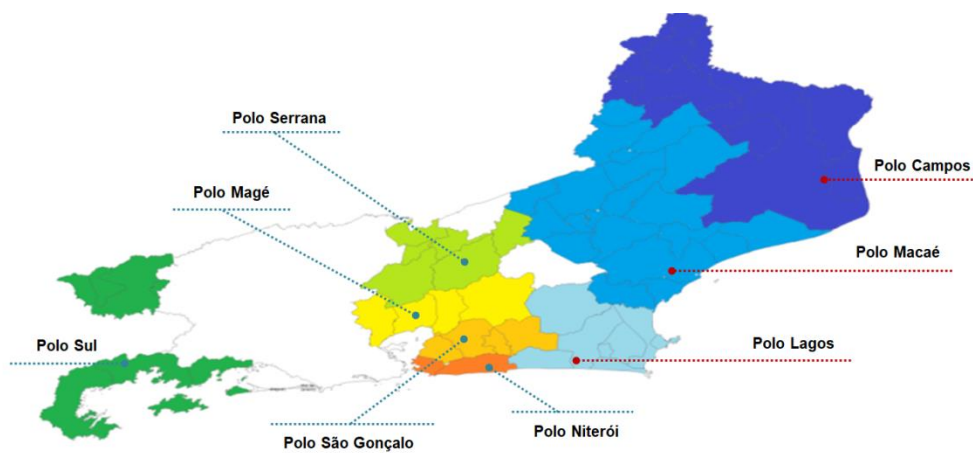 Polo Serrana
Polo Campos
Polo Magé
Polo Macaé
Polo Sul
Polo Lagos
Polo Niterói
Polo São Gonçalo